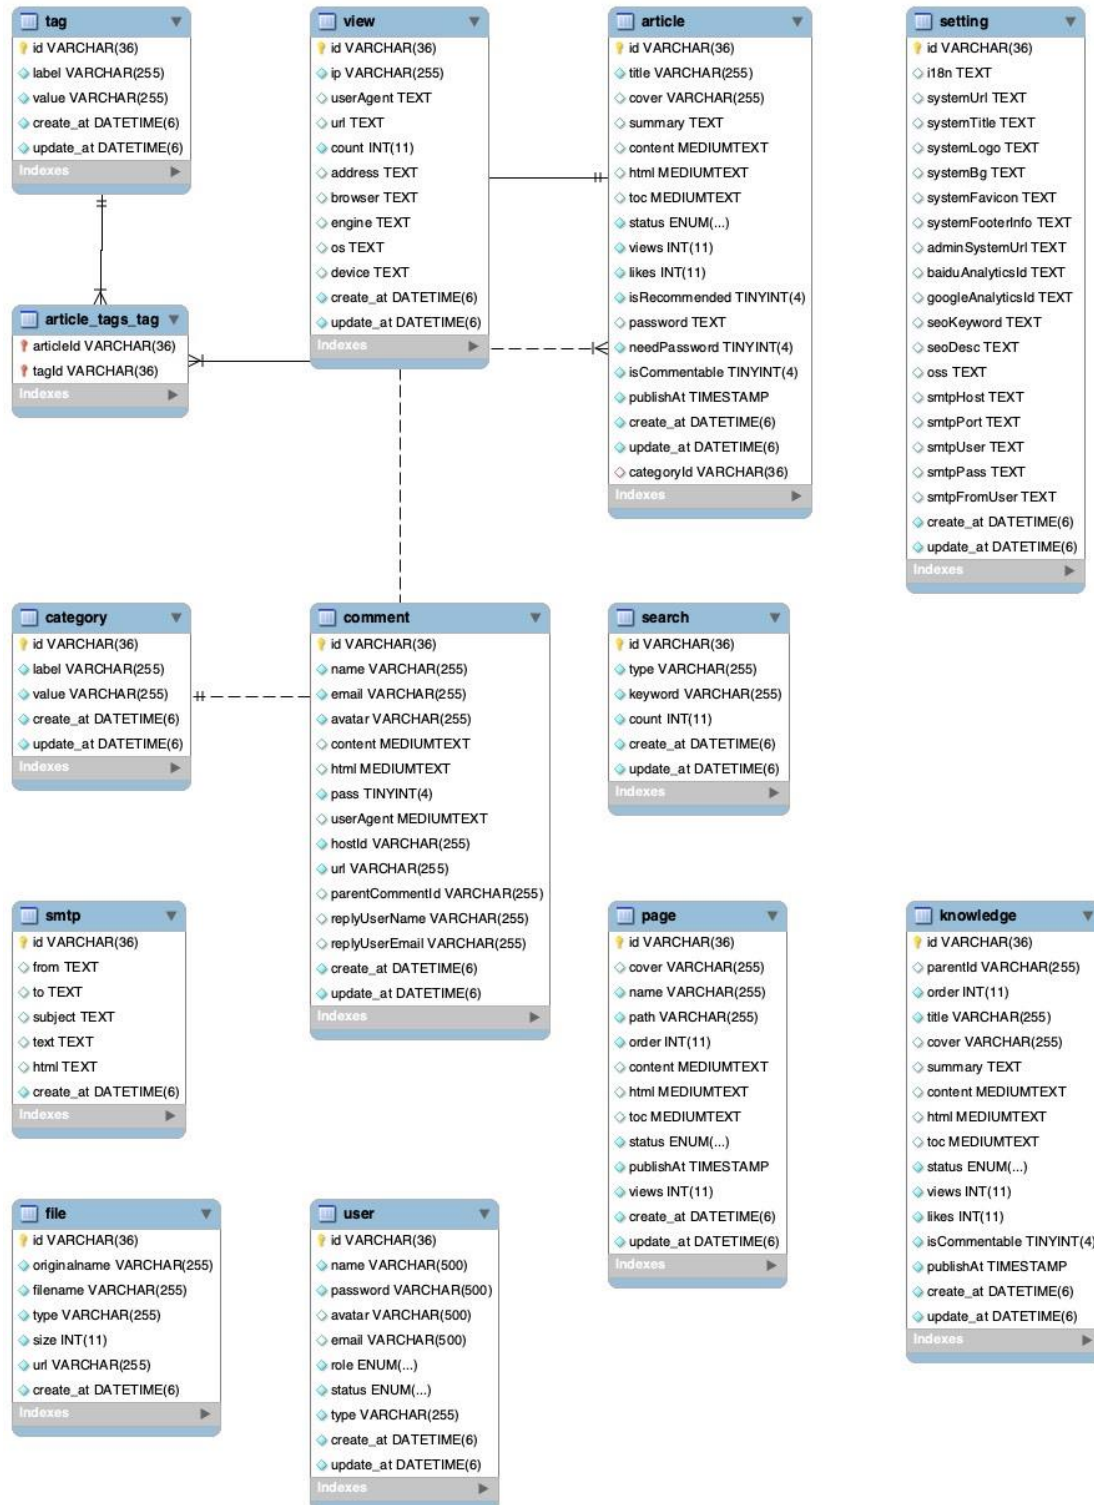 tag
id VARCHAR(36)
label VARCHAR(255)
value VARCHAR(255)
create_at DATETIME(6)
update_at DATETIME(6)
Indexes
view
id VARCHAR(36)
ip VARCHAR(255)
userAgent TEXT
url TEXT
count INT(11)
address TEXT
browser TEXT
engine TEXT
os TEXT
device TEXT
create_at DATETIME(6)
update_at DATETIME(6)
Indexes
article
id VARCHAR(36)
title VARCHAR(255)
cover VARCHAR(255)
summary TEXT
content MEDIUMTEXT
html MEDIUMTEXT
toc MEDIUMTEXT
status ENUM(...)
views INT(11)
likes INT(11)
isRecommended TINYINT(4)
password TEXT
needPassword TINYINT(4)
isCommentable TINYINT(4)
publishAt TIMESTAMP
create_at DATETIME(6)
update_at DATETIME(6)
categoryId VARCHAR(36)
Indexes
setting
id VARCHAR(36)
i18n TEXT
systemUrl TEXT
systemTitle TEXT
systemLogo TEXT
systemBg TEXT
systemFavicon TEXT
systemFooterInfo TEXT
adminSystemUrl TEXT
baiduAnalyticsId TEXT
googleAnalyticsId TEXT
seoKeyword TEXT
seoDesc TEXT
oss TEXT
smtpHost TEXT
smtpPort TEXT
smtpUser TEXT
smtpPass TEXT
smtpFromUser TEXT
create_at DATETIME(6)
update_at DATETIME(6)
Indexes
article_tags_tag
articleId VARCHAR(36)
tagId VARCHAR(36)
Indexes
category
id VARCHAR(36)
label VARCHAR(255)
value VARCHAR(255)
create_at DATETIME(6)
update_at DATETIME(6)
Indexes
comment
id VARCHAR(36)
name VARCHAR(255)
email VARCHAR(255)
avatar VARCHAR(255)
content MEDIUMTEXT
html MEDIUMTEXT
pass TINYINT(4)
userAgent MEDIUMTEXT
hostId VARCHAR(255)
url VARCHAR(255)
parentCommentId VARCHAR(255)
replyUserName VARCHAR(255)
replyUserEmail VARCHAR(255)
create_at DATETIME(6)
update_at DATETIME(6)
Indexes
search
id VARCHAR(36)
type VARCHAR(255)
keyword VARCHAR(255)
count INT(11)
create_at DATETIME(6)
update_at DATETIME(6)
Indexes
smtp
id VARCHAR(36)
from TEXT
to TEXT
subject TEXT
text TEXT
html TEXT
create_at DATETIME(6)
Indexes
page
id VARCHAR(36)
cover VARCHAR(255)
name VARCHAR(255)
path VARCHAR(255)
order INT(11)
content MEDIUMTEXT
html MEDIUMTEXT
toc MEDIUMTEXT
status ENUM(...)
publishAt TIMESTAMP
views INT(11)
create_at DATETIME(6)
update_at DATETIME(6)
Indexes
knowledge
id VARCHAR(36)
parentId VARCHAR(255)
order INT(11)
title VARCHAR(255)
cover VARCHAR(255)
summary TEXT
content MEDIUMTEXT
html MEDIUMTEXT
toc MEDIUMTEXT
status ENUM(...)
views INT(11)
likes INT(11)
isCommentable TINYINT(4)
publishAt TIMESTAMP
create_at DATETIME(6)
update_at DATETIME(6)
Indexes
file
id VARCHAR(36)
originalname VARCHAR(255)
filename VARCHAR(255)
type VARCHAR(255)
size INT(11)
url VARCHAR(255)
create_at DATETIME(6)
Indexes
user
id VARCHAR(36)
name VARCHAR(500)
password VARCHAR(500)
avatar VARCHAR(500)
email VARCHAR(500)
role ENUM(...)
status ENUM(...)
type VARCHAR(255)
create_at DATETIME(6)
update_at DATETIME(6)
Indexes